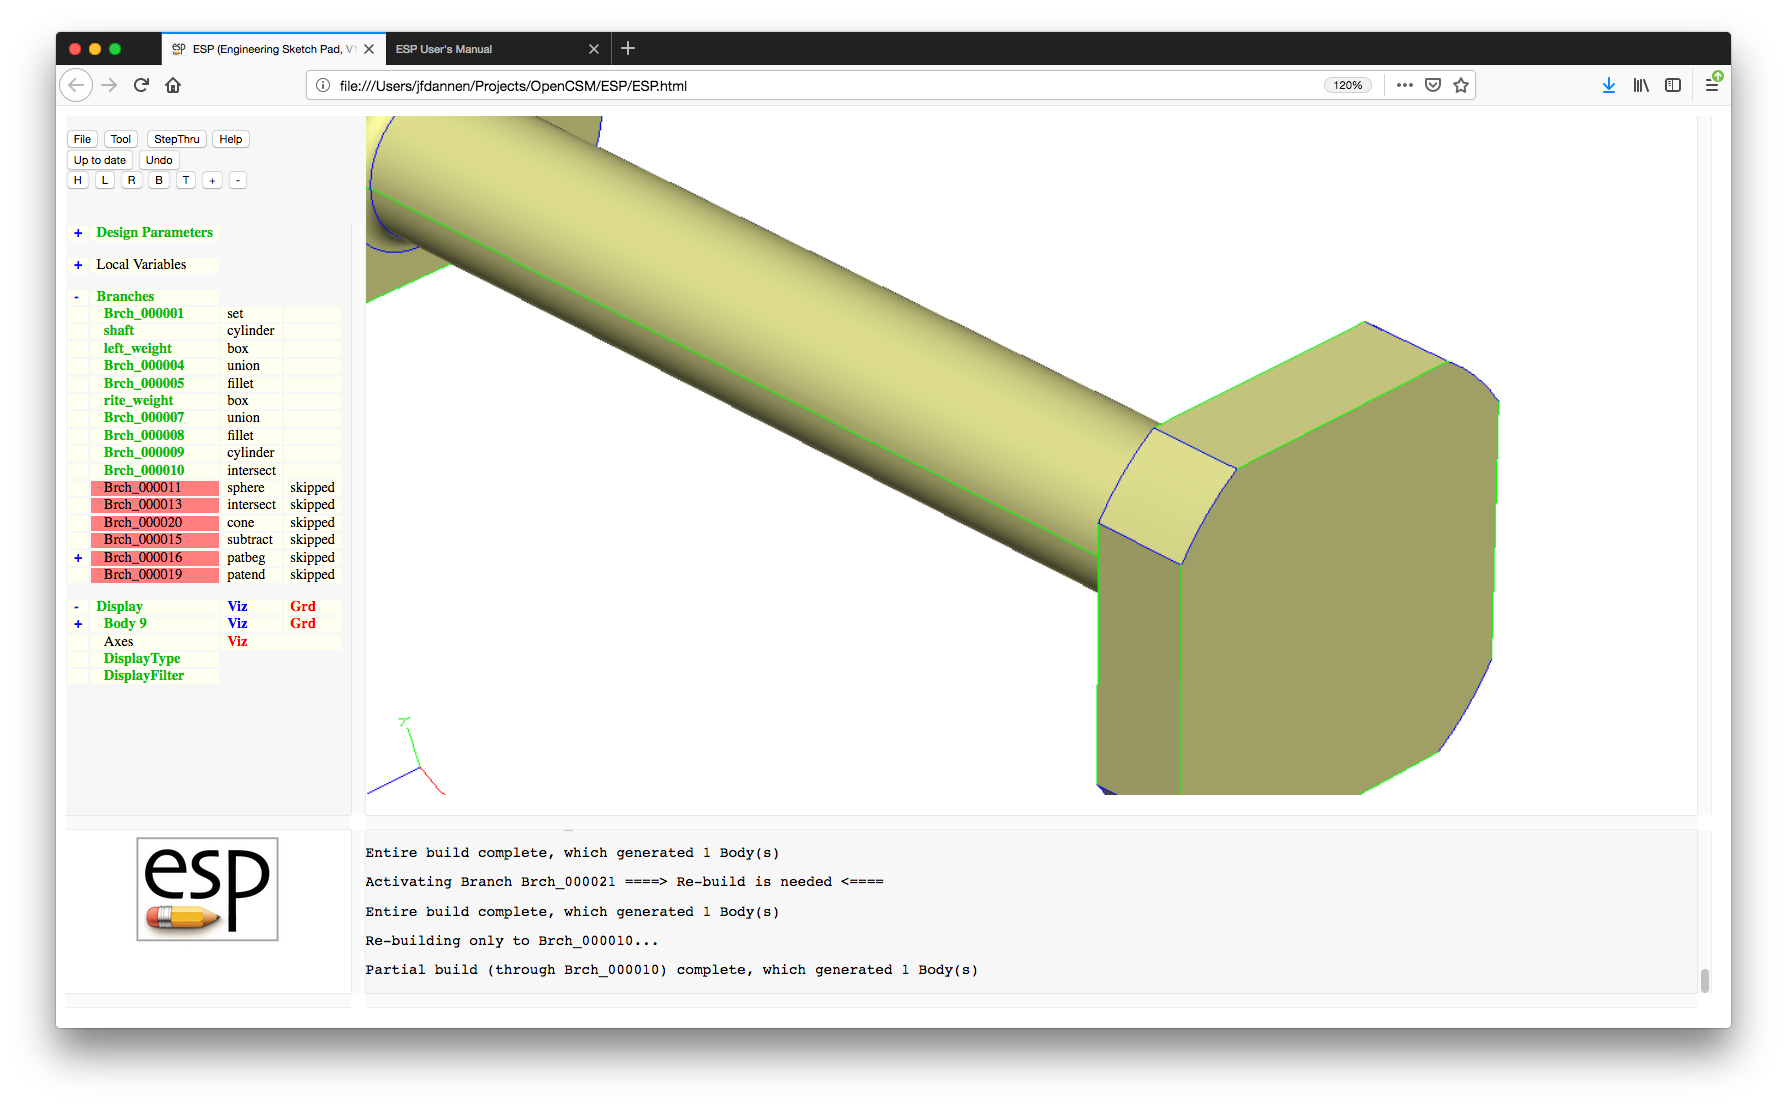 esp ESP (Engineering Sketch Pad, V1 ESP User's Manual
file:///Users/jfdannen/Projects/OpenCSM/ESP/ESP.html 120%
File Tool StepThru Help
Up to date Undo
H L R B T + -
+ Design Parameters
+ Local Variables
- Branches
Brch_000001 set
shaft cylinder
left_weight box
Brch_000004 union
Brch_000005 fillet
rite_weight box
Brch_000007 union
Brch_000008 fillet
Brch_000009 cylinder
Brch_000010 intersect
Brch_000011 sphere skipped
Brch_000013 intersect skipped
Brch_000020 cone skipped
Brch_000015 subtract skipped
+ Brch_000016 patbeg skipped
Brch_000019 patend skipped
- Display Viz Grd
+ Body 9 Viz Grd
Axes Viz
DisplayType
DisplayFilter
esp
Entire build complete, which generated 1 Body(s)
Activating Branch Brch_000021 ====> Re-build is needed <====
Entire build complete, which generated 1 Body(s)
Re-building only to Brch_000010...
Partial build (through Brch_000010) complete, which generated 1 Body(s)